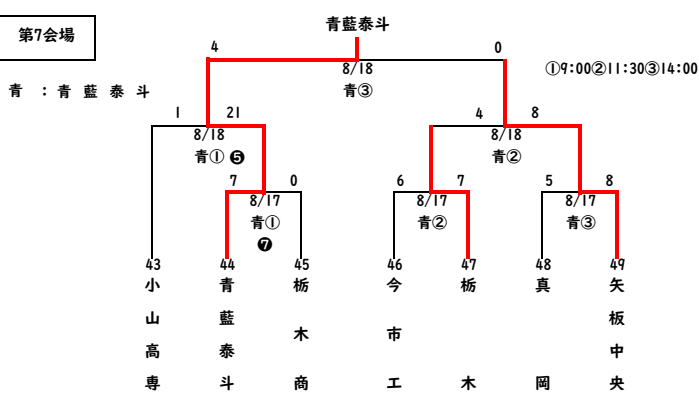 青藍泰斗
第7会場
4 0
8/18
青③
①9:00②11:30③14:00
青：青藍泰斗
1 21 4 8
8/18 8/18
青①❺ 青②
7 0 6 7 5 8
8/17 8/17 8/17
青① 青② 青③
❼
43 44 45 46 47 48 49
小山高専
青藍泰斗
栃木商
今市工
栃木
真岡
矢板中央